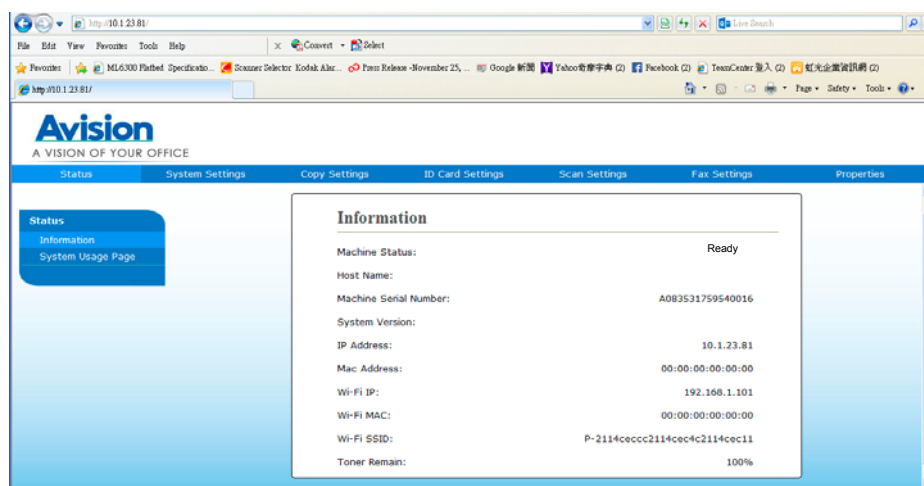 http://10.1.23.81/
Live Search
File Edit View Favorites Tools Help
x Convert Select
Favorites ML6300 Flatbed Specificatio... Scanner Selector Kodak Alar... Press Release -November 25, ... Google 新聞 Yahoo奇摩字典 (2) Facebook (2) TeamCenter 登入 (2) 虹光企業資訊網 (2)
http://10.1.23.81/
Page Safety Tools
Avision
A VISION OF YOUR OFFICE
Status System Settings Copy Settings ID Card Settings Scan Settings Fax Settings Properties
Status
Information
System Usage Page
Information
Machine Status: Ready
Host Name:
Machine Serial Number: A083531759540016
System Version:
IP Address: 10.1.23.81
Mac Address: 00:00:00:00:00:00
Wi-Fi IP: 192.168.1.101
Wi-Fi MAC: 00:00:00:00:00:00
Wi-Fi SSID: P-2114ceccc2114cec4c2114cec11
Toner Remain: 100%